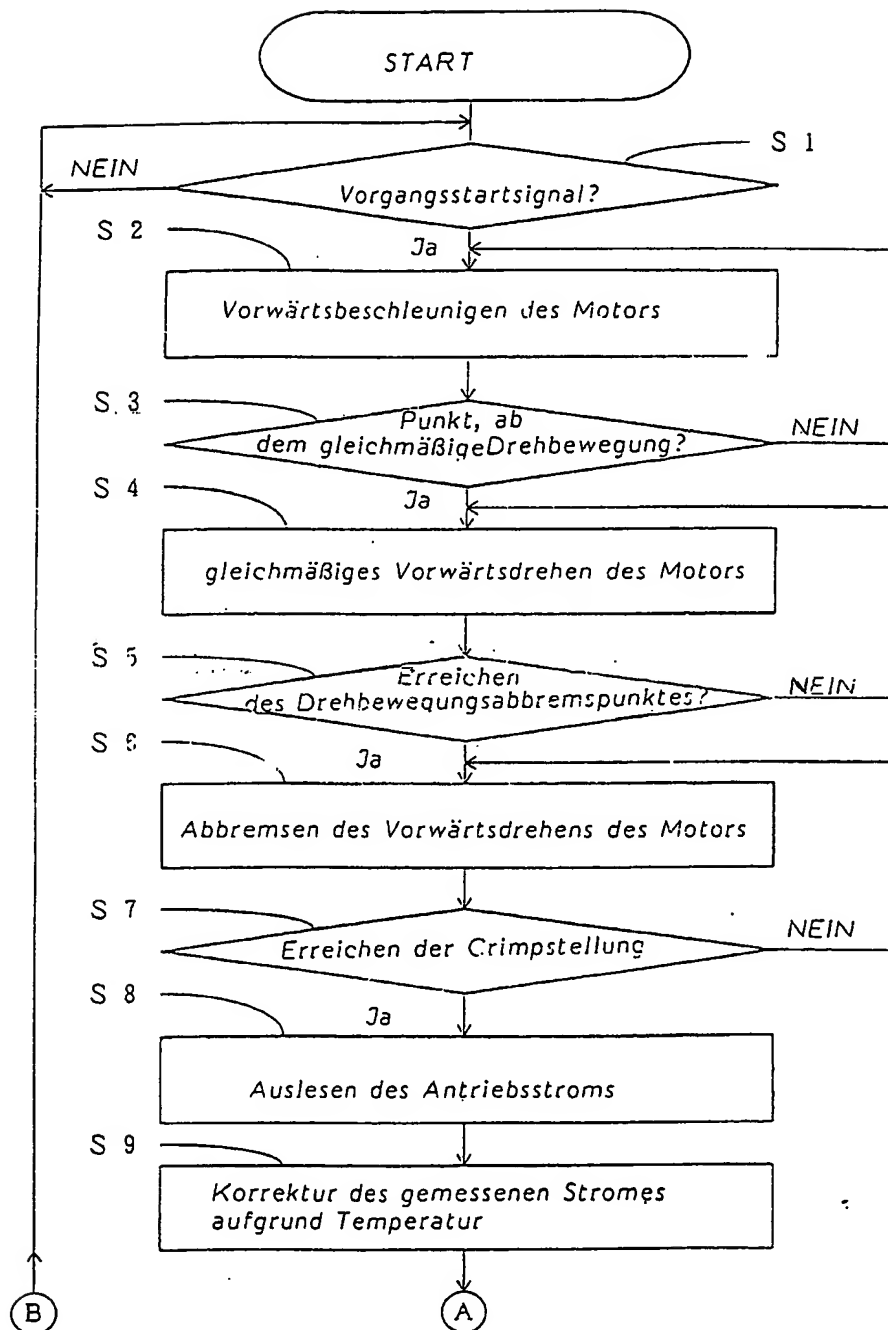 START
S 1
NEIN
Vorgangsstartsignal?
S 2
Ja
Vorwärtsbeschleunigen des Motors
S 3
Punkt, ab
dem gleichmäßige Drehbewegung?
NEIN
S 4
Ja
gleichmäßiges Vorwärtsdrehen des Motors
S 5
Erreichen
des Drehbewegungsabbremspunktes?
NEIN
S 6
Ja
Abbremsen des Vorwärtsdrehens des Motors
S 7
Erreichen der Crimpstellung
NEIN
S 8
Ja
Auslesen des Antriebsstroms
S 9
Korrektur des gemessenen Stromes
aufgrund Temperatur
B
A